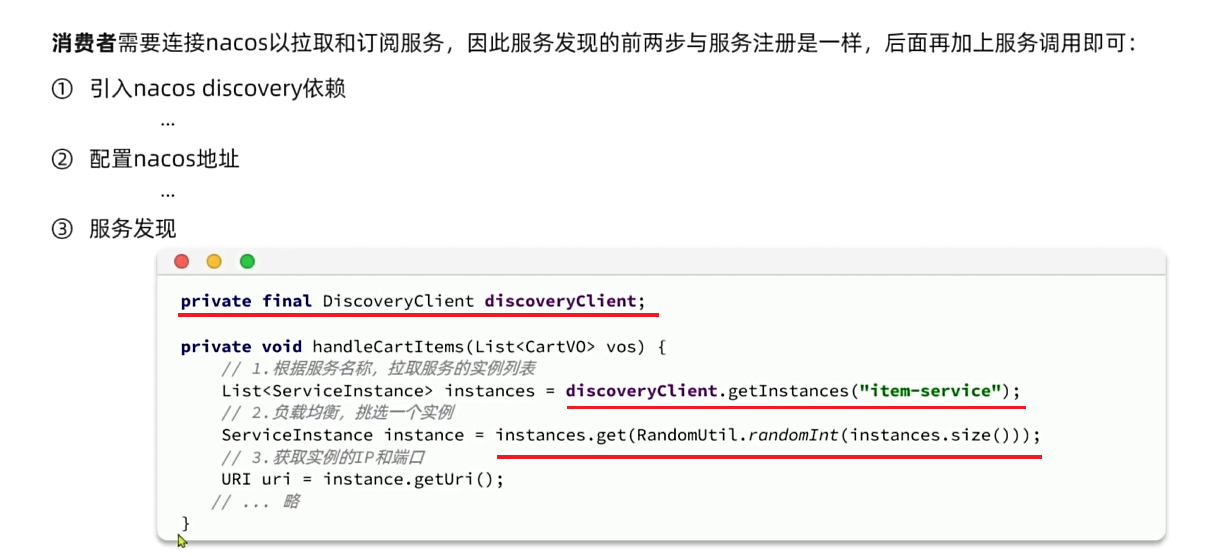 消费者需要连接nacos以拉取和订阅服务，因此服务发现的前两步与服务注册是一样，后面再加上服务调用即可：
① 引入nacos discovery依赖
...
② 配置nacos地址
...
③ 服务发现
private final DiscoveryClient discoveryClient;
private void handleCartItems(List<CartVO> vos) {
// 1.根据服务名称，拉取服务的实例列表
List<ServiceInstance> instances = discoveryClient.getInstances("item-service");
// 2.负载均衡，挑选一个实例
ServiceInstance instance = instances.get(RandomUtil.randomInt(instances.size()));
// 3.获取实例的IP和端口
URI uri = instance.getUri();
// ... 略
}